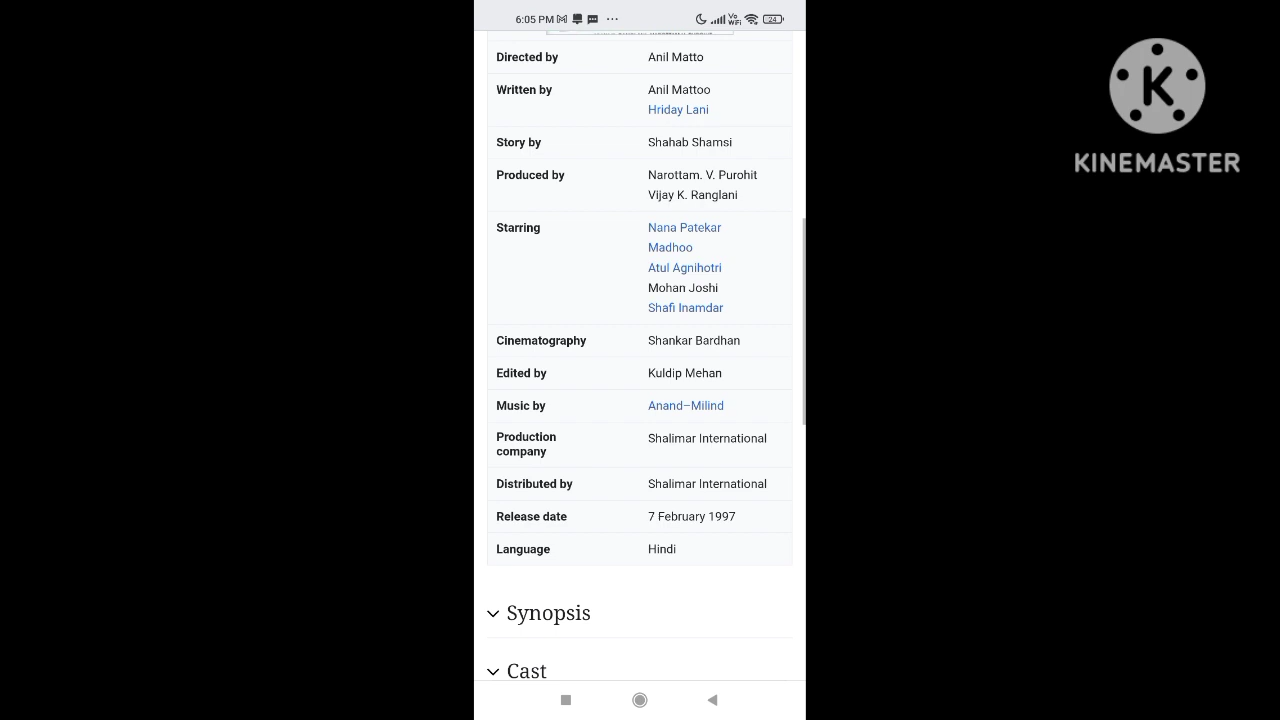 6:05 PM
Vo
WiFi
24
Directed by Anil Matto
Written by Anil Mattoo
Hriday Lani
Story by Shahab Shamsi
Produced by Narottam. V. Purohit
Vijay K. Ranglani
Starring Nana Patekar
Madhoo
Atul Agnihotri
Mohan Joshi
Shafi Inamdar
Cinematography Shankar Bardhan
Edited by Kuldip Mehan
Music by Anand–Milind
Production company Shalimar International
Distributed by Shalimar International
Release date 7 February 1997
Language Hindi
Synopsis
Cast
K
KINEMASTER